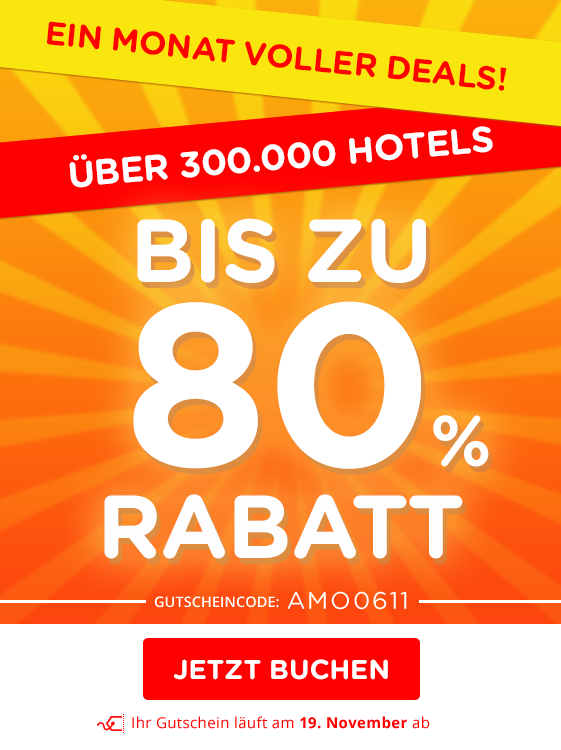 EIN MONAT VOLLER DEALS!
ÜBER 300.000 HOTELS
BIS ZU
80%
RABATT
GUTSCHEINCODE: AMO0611
JETZT BUCHEN
Ihr Gutschein läuft am 19. November ab